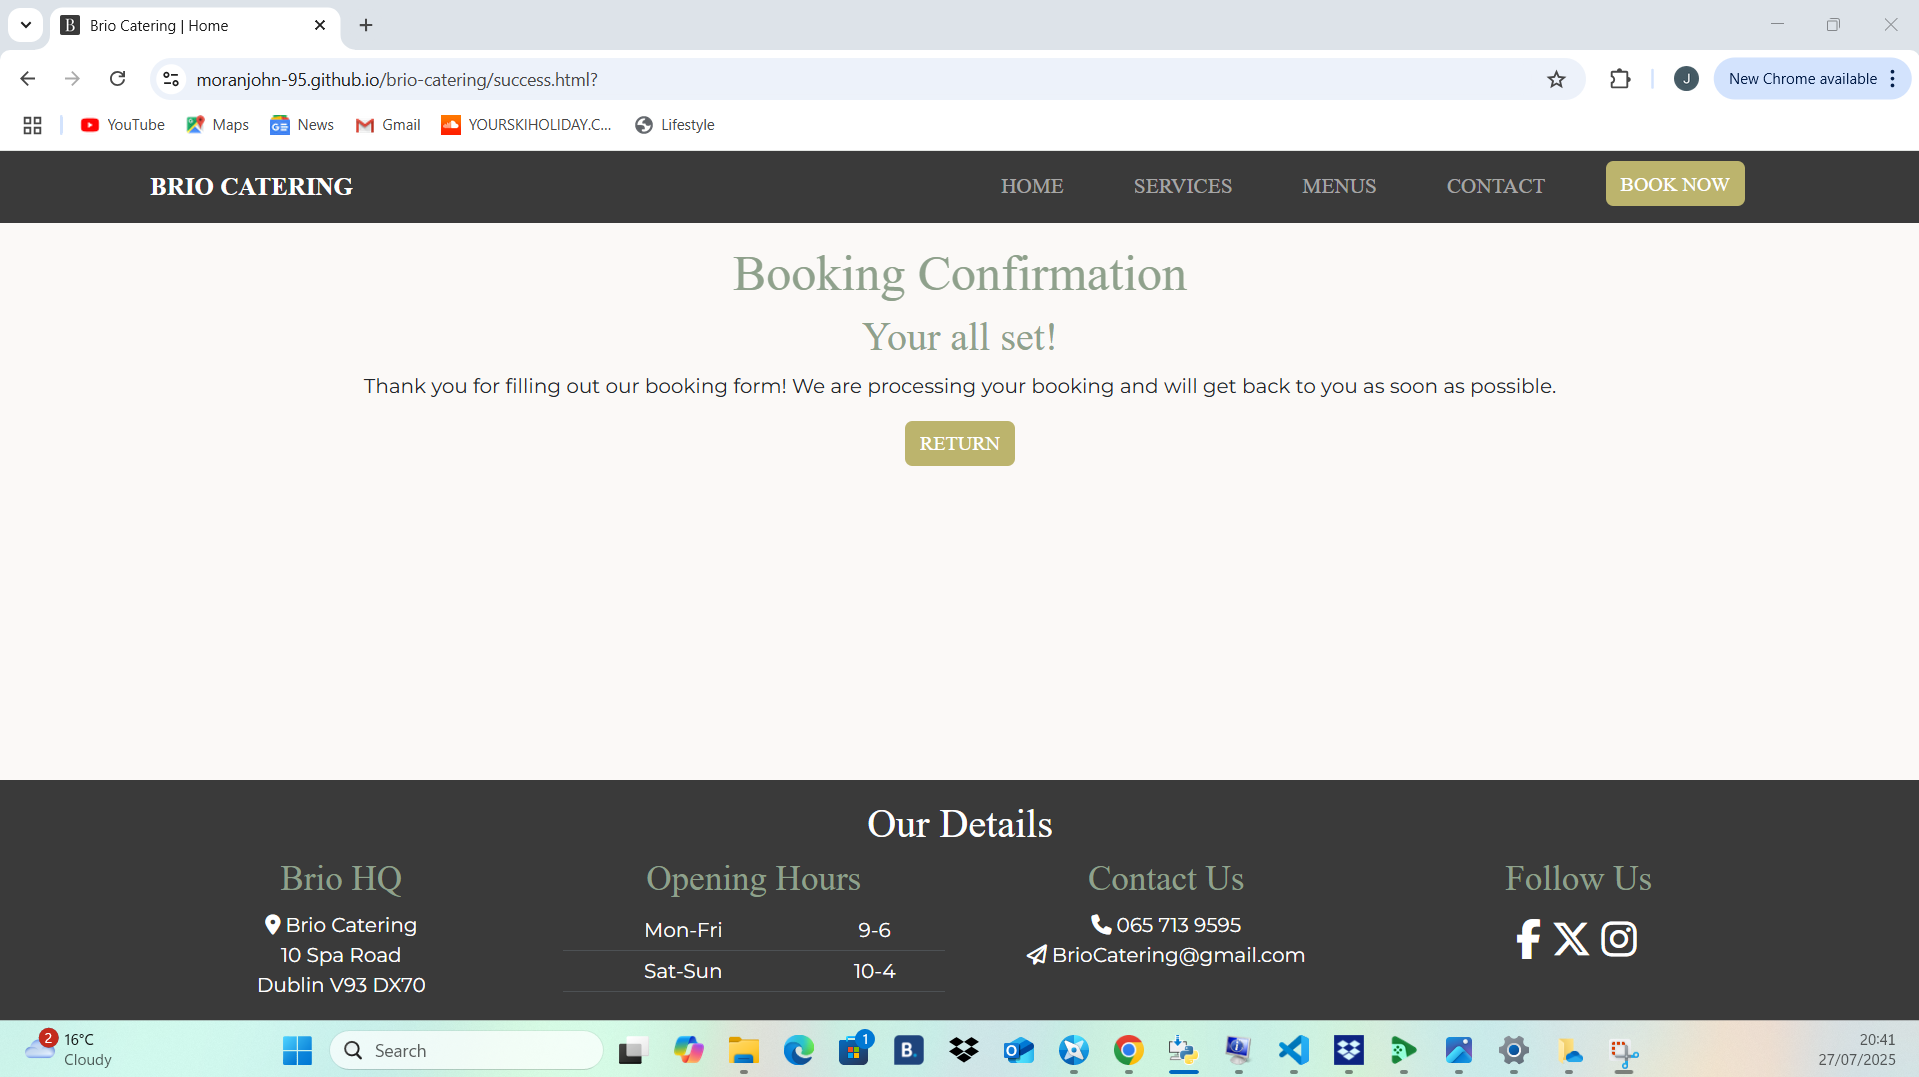 Brio Catering | Home
moranjohn-95.github.io/brio-catering/success.html?
J
New Chrome available
YouTube
Maps
News
Gmail
YOURSKIHOLIDAY.C...
Lifestyle
BRIO CATERING
HOME
SERVICES
MENUS
CONTACT
BOOK NOW
Booking Confirmation
Your all set!
Thank you for filling out our booking form! We are processing your booking and will get back to you as soon as possible.
RETURN
Our Details
Brio HQ
Brio Catering
10 Spa Road
Dublin V93 DX70
Opening Hours
Mon-Fri 9-6
Sat-Sun 10-4
Contact Us
065 713 9595
BrioCatering@gmail.com
Follow Us
2
16°C
Cloudy
Search
1
B.
20:41
27/07/2025